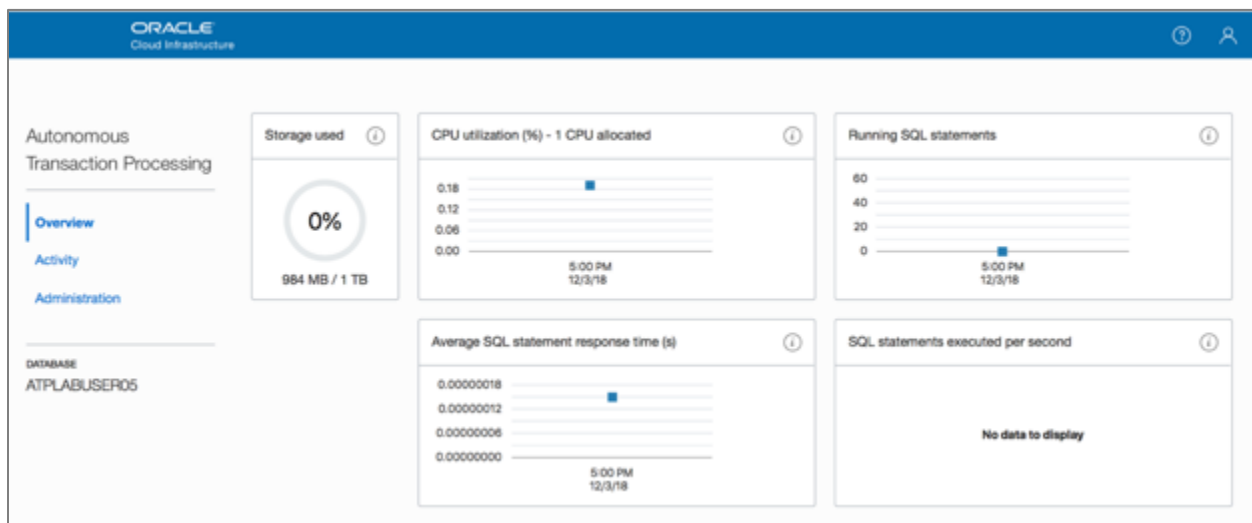 ORACLE
Cloud Infrastructure
Autonomous
Transaction Processing
Overview
Activity
Administration
DATABASE
ATPLABUSER05
Storage used
0%
984 MB / 1 TB
CPU utilization (%) - 1 CPU allocated
0.18
0.12
0.06
0.00
5:00 PM
12/3/18
Running SQL statements
60
40
20
0
5:00 PM
12/3/18
Average SQL statement response time (s)
0.00000018
0.00000012
0.00000006
0.00000000
5:00 PM
12/3/18
SQL statements executed per second
No data to display